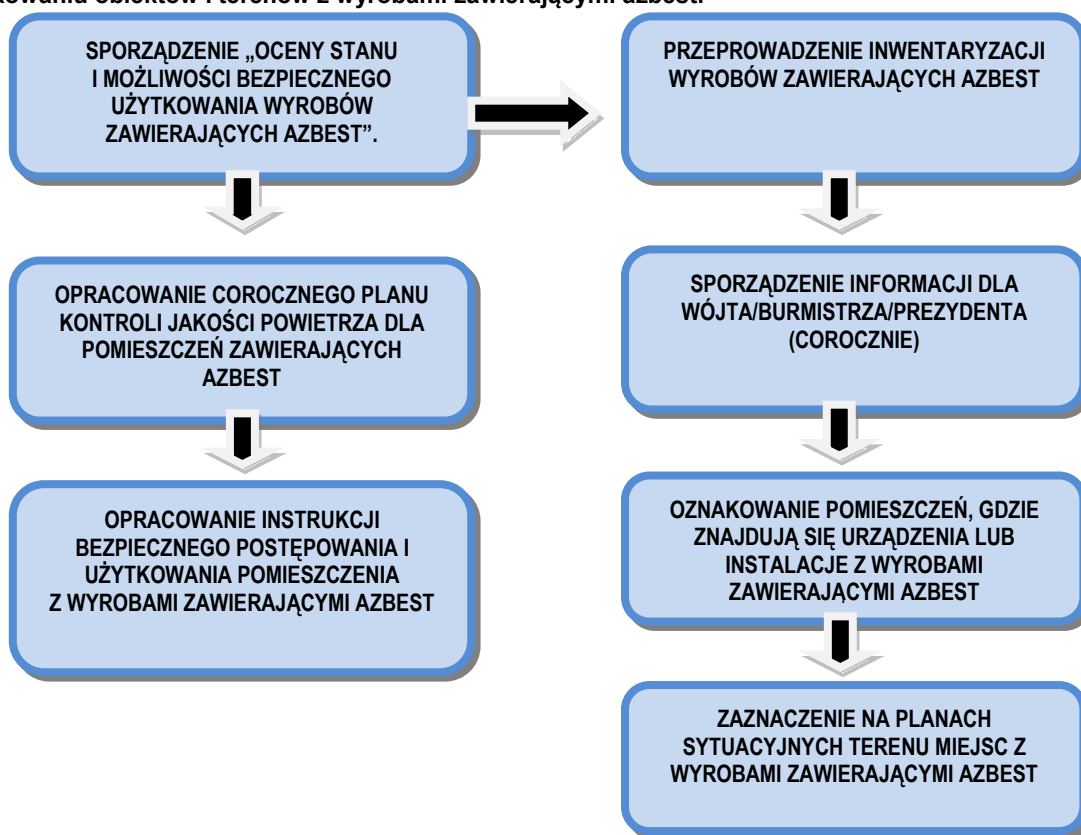 SPORZĄDZENIE „OCENY STANU
I MOŻLIWOŚCI BEZPIECZNEGO
UŻYTKOWANIA WYROBÓW
ZAWIERAJĄCYCH AZBEST”.
PRZEPROWADZENIE INWENTARYZACJI
WYROBÓW ZAWIERAJĄCYCH AZBEST
OPRACOWANIE COROCZNEGO PLANU
KONTROLI JAKOŚCI POWIETRZA DLA
POMIESZCZEŃ ZAWIERAJĄCYCH
AZBEST
SPORZĄDZENIE INFORMACJI DLA
WÓJTA/BURMISTRZA/PREZYDENTA
(COROCZNIE)
OPRACOWANIE INSTRUKCJI
BEZPIECZNEGO POSTĘPOWANIA I
UŻYTKOWANIA POMIESZCZENIA
Z WYROBAMI ZAWIERAJĄCYMI AZBEST
OZNAKOWANIE POMIESZCZEŃ, GDZIE
ZNAJDUJĄ SIĘ URZĄDZENIA LUB
INSTALACJE Z WYROBAMI
ZAWIERAJĄCYMI AZBEST
ZAZNACZENIE NA PLANACH
SYTUACYJNYCH TERENU MIEJSC Z
WYROBAMI ZAWIERAJĄCYMI AZBEST